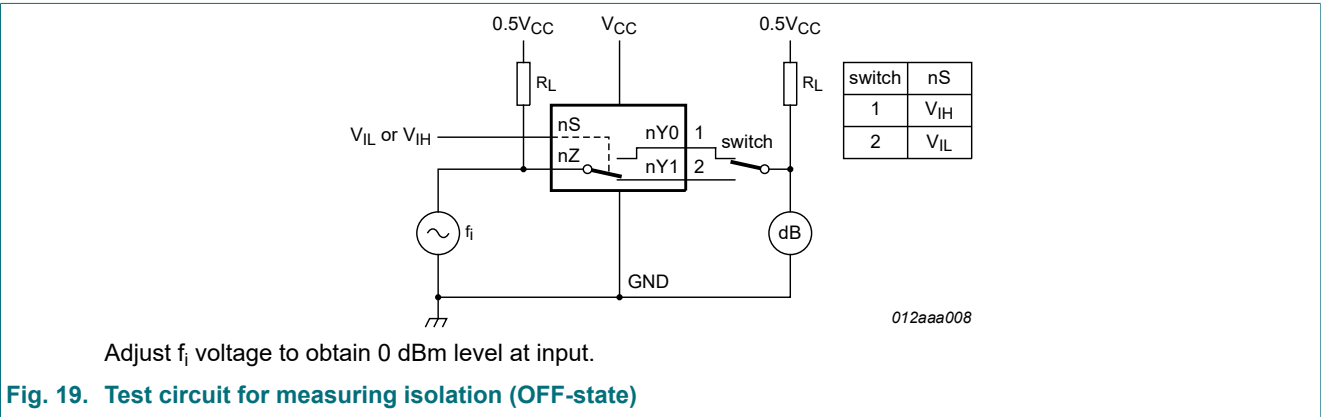 0.5VCC VCC 0.5VCC
RL RL
switch nS
1 VIH
2 VIL
VIL or VIH nS nY0 1 switch
nZ nY1 2
fi dB
GND
012aaa008
Adjust fi voltage to obtain 0 dBm level at input.
Fig. 19. Test circuit for measuring isolation (OFF-state)